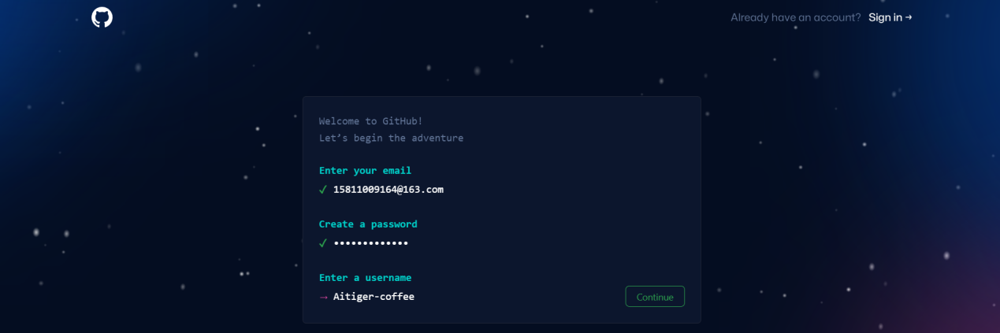 Already have an account? Sign in →
Welcome to GitHub!
Let’s begin the adventure
Enter your email
✓ 15811009164@163.com
Create a password
✓ •••••••••••••
Enter a username
→ Aitiger-coffee
Continue